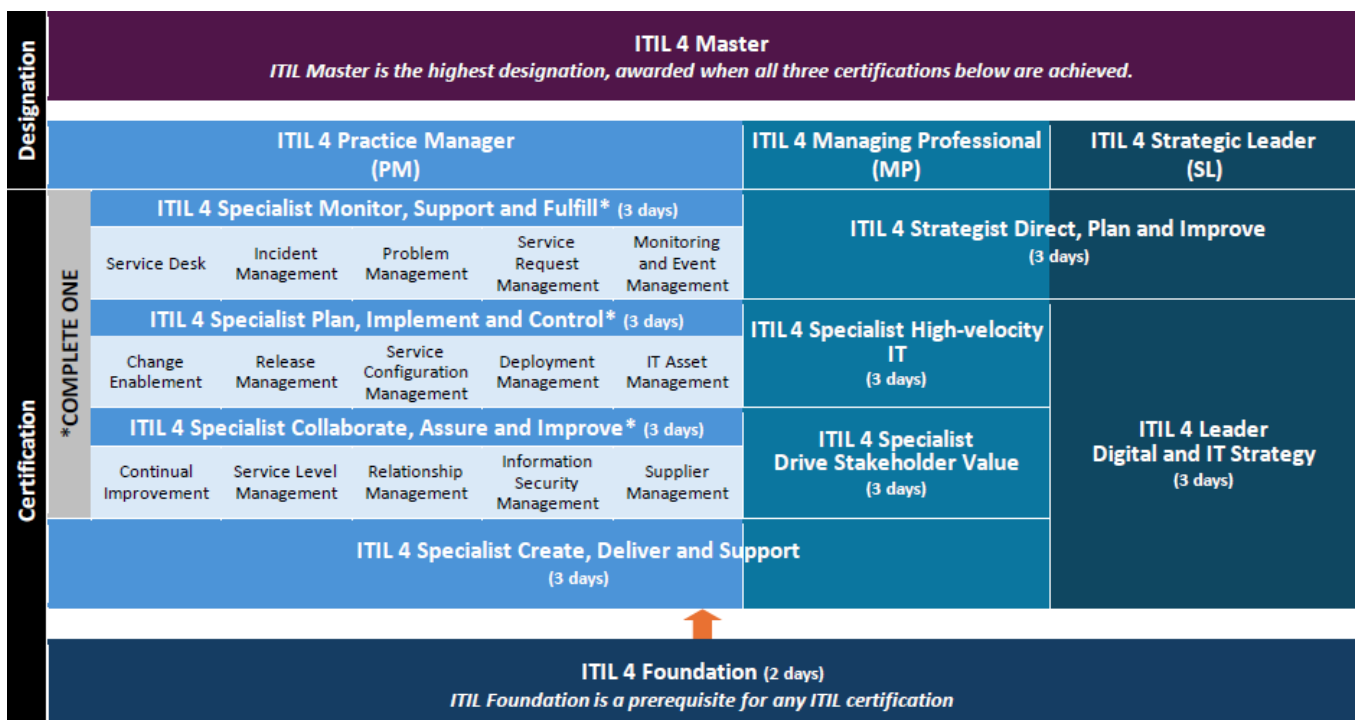 Designation
ITIL 4 Master
ITIL Master is the highest designation, awarded when all three certifications below are achieved.
ITIL 4 Practice Manager
(PM)
ITIL 4 Managing Professional
(MP)
ITIL 4 Strategic Leader
(SL)
Certification
*COMPLETE ONE
ITIL 4 Specialist Monitor, Support and Fulfill* (3 days)
Service Desk
Incident
Management
Problem
Management
Service
Request
Management
Monitoring
and Event
Management
ITIL 4 Specialist Plan, Implement and Control* (3 days)
Change
Enablement
Release
Management
Service
Configuration
Management
Deployment
Management
IT Asset
Management
ITIL 4 Specialist Collaborate, Assure and Improve* (3 days)
Continual
Improvement
Service Level
Management
Relationship
Management
Information
Security
Management
Supplier
Management
ITIL 4 Strategist Direct, Plan and Improve
(3 days)
ITIL 4 Specialist High-velocity
IT
(3 days)
ITIL 4 Specialist
Drive Stakeholder Value
(3 days)
ITIL 4 Leader
Digital and IT Strategy
(3 days)
ITIL 4 Specialist Create, Deliver and Support
(3 days)
ITIL 4 Foundation (2 days)
ITIL Foundation is a prerequisite for any ITIL certification